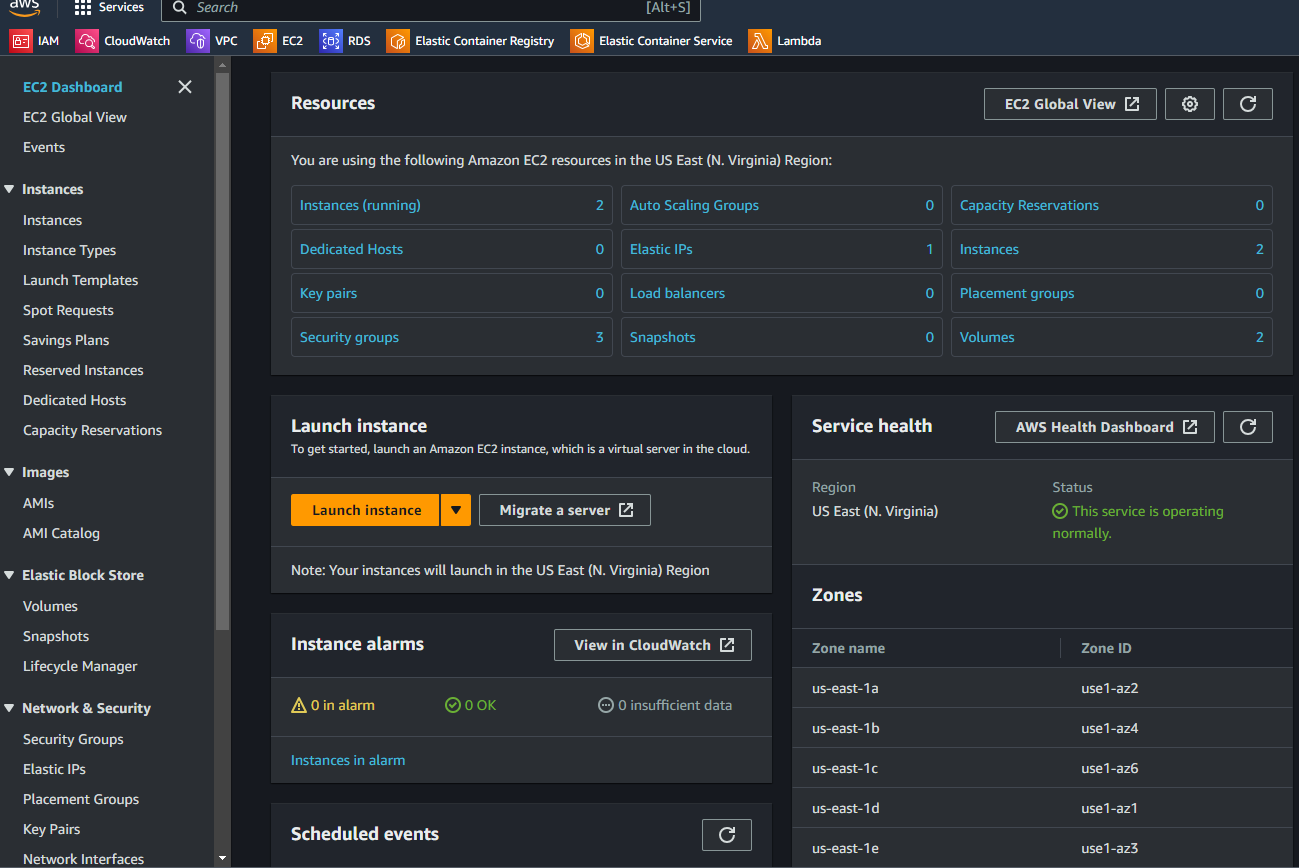 aws
Services
Search
[Alt+S]
IAM
CloudWatch
VPC
EC2
RDS
Elastic Container Registry
Elastic Container Service
Lambda
EC2 Dashboard
EC2 Global View
Events
Instances
Instances
Instance Types
Launch Templates
Spot Requests
Savings Plans
Reserved Instances
Dedicated Hosts
Capacity Reservations
Images
AMIs
AMI Catalog
Elastic Block Store
Volumes
Snapshots
Lifecycle Manager
Network & Security
Security Groups
Elastic IPs
Placement Groups
Key Pairs
Network Interfaces
Resources
EC2 Global View
You are using the following Amazon EC2 resources in the US East (N. Virginia) Region:
Instances (running) 2
Auto Scaling Groups 0
Capacity Reservations 0
Dedicated Hosts 0
Elastic IPs 1
Instances 2
Key pairs 0
Load balancers 0
Placement groups 0
Security groups 3
Snapshots 0
Volumes 2
Launch instance
To get started, launch an Amazon EC2 instance, which is a virtual server in the cloud.
Launch instance
Migrate a server
Note: Your instances will launch in the US East (N. Virginia) Region
Instance alarms
View in CloudWatch
0 in alarm
0 OK
0 insufficient data
Instances in alarm
Scheduled events
Service health
AWS Health Dashboard
Region
US East (N. Virginia)
Status
This service is operating
normally.
Zones
Zone name Zone ID
us-east-1a use1-az2
us-east-1b use1-az4
us-east-1c use1-az6
us-east-1d use1-az1
us-east-1e use1-az3